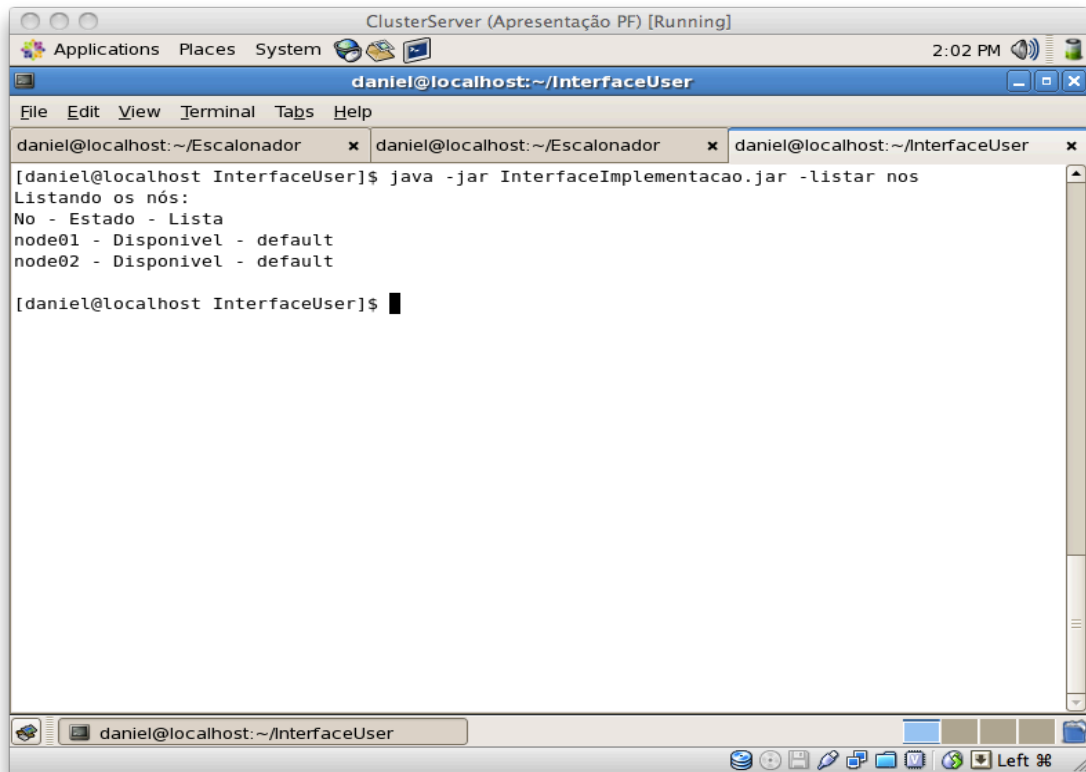 ClusterServer (Apresentação PF) [Running]
Applications Places System 2:02 PM
daniel@localhost:~/InterfaceUser
File Edit View Terminal Tabs Help
daniel@localhost:~/Escalonador daniel@localhost:~/Escalonador daniel@localhost:~/InterfaceUser
[daniel@localhost InterfaceUser]$ java -jar InterfaceImplementacao.jar -listar nos
Listando os nós:
No - Estado - Lista
node01 - Disponivel - default
node02 - Disponivel - default
[daniel@localhost InterfaceUser]$
daniel@localhost:~/InterfaceUser
Left ⌘